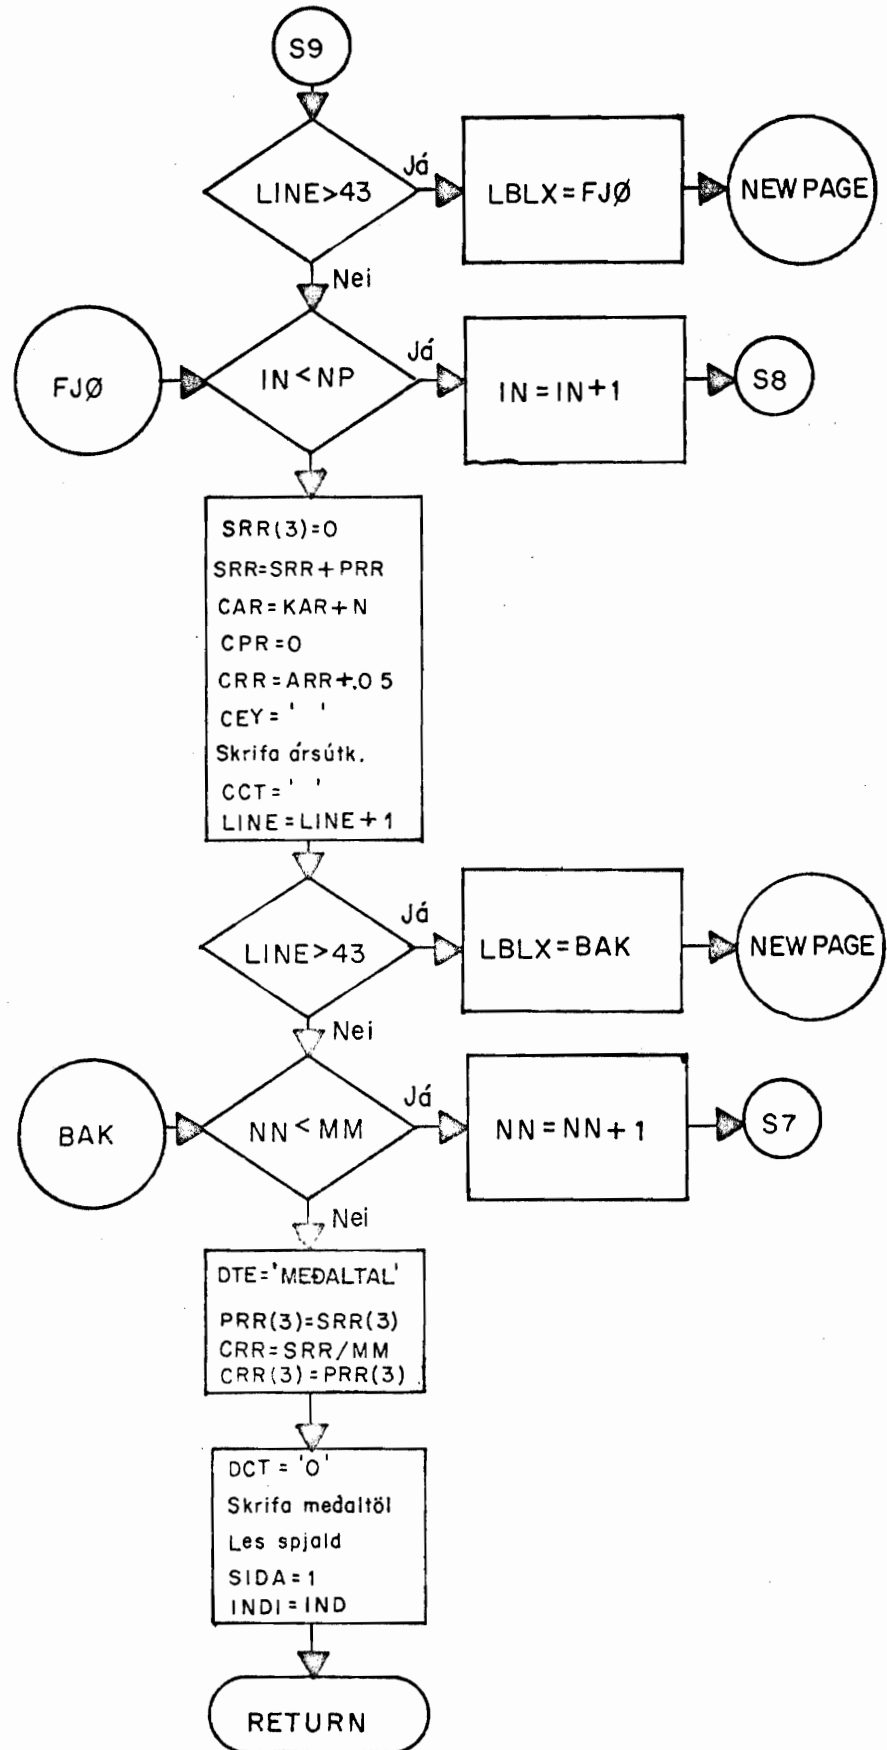 S9
LINE>43
Já
LBLX=FJØ
NEW PAGE
Nei
FJØ
IN<NP
Já
IN=IN+1
S8
SRR(3)=0
SRR=SRR+PRR
CAR=KAR+N
CPR=0
CRR=ARR+.05
CEY=' '
Skrifa ársútk.
CCT=' '
LINE=LINE+1
LINE>43
Já
LBLX=BAK
NEW PAGE
Nei
BAK
NN<MM
Já
NN=NN+1
S7
Nei
DTE='MEÐALTAL'
PRR(3)=SRR(3)
CRR=SRR/MM
CRR(3)=PRR(3)
DCT='0'
Skrifa meðaltöl
Les spjald
SIDA=1
INDI=IND
RETURN